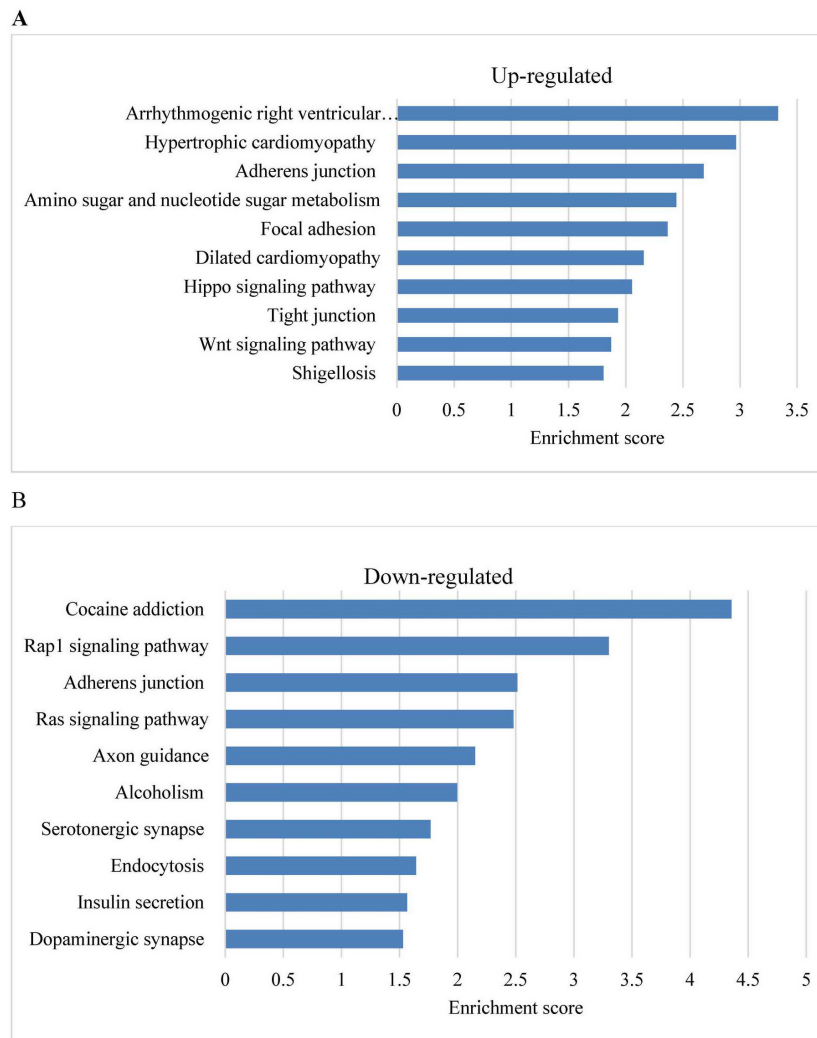 A
Up-regulated
Arrhythmogenic right ventricular…
Hypertrophic cardiomyopathy
Adherens junction
Amino sugar and nucleotide sugar metabolism
Focal adhesion
Dilated cardiomyopathy
Hippo signaling pathway
Tight junction
Wnt signaling pathway
Shigellosis
0 0.5 1 1.5 2 2.5 3 3.5
Enrichment score
B
Down-regulated
Cocaine addiction
Rap1 signaling pathway
Adherens junction
Ras signaling pathway
Axon guidance
Alcoholism
Serotonergic synapse
Endocytosis
Insulin secretion
Dopaminergic synapse
0 0.5 1 1.5 2 2.5 3 3.5 4 4.5 5
Enrichment score